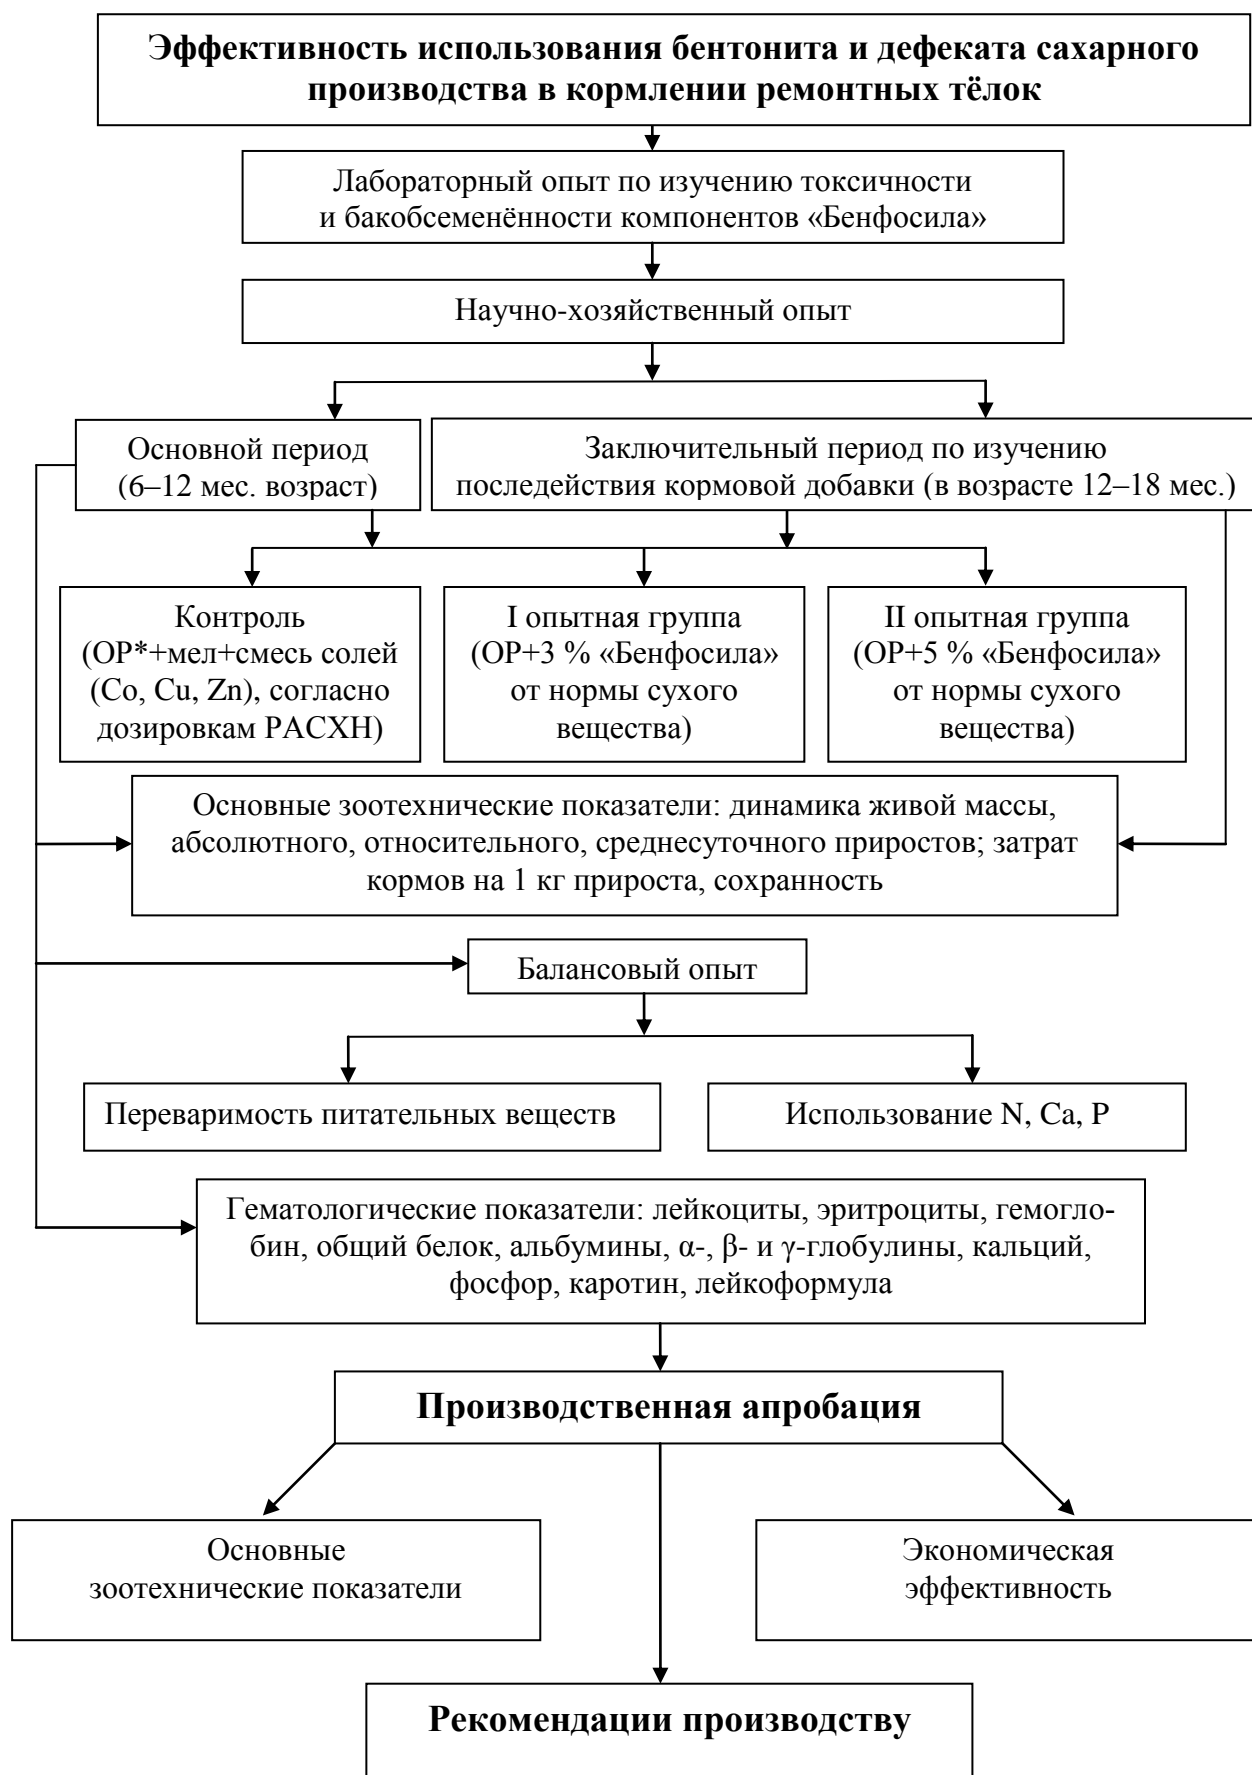 Эффективность использования бентонита и дефеката сахарного
производства в кормлении ремонтных тёлок
Лабораторный опыт по изучению токсичности
и бакобсеменённости компонентов «Бенфосила»
Научно-хозяйственный опыт
Основной период
(6–12 мес. возраст)
Заключительный период по изучению
последействия кормовой добавки (в возрасте 12–18 мес.)
Контроль
(ОР*+мел+смесь солей
(Co, Cu, Zn), согласно
дозировкам РАСХН)
I опытная группа
(ОР+3 % «Бенфосила»
от нормы сухого
вещества)
II опытная группа
(ОР+5 % «Бенфосила»
от нормы сухого
вещества)
Основные зоотехнические показатели: динамика живой массы,
абсолютного, относительного, среднесуточного приростов; затрат
кормов на 1 кг прироста, сохранность
Балансовый опыт
Переваримость питательных веществ
Использование N, Ca, P
Гематологические показатели: лейкоциты, эритроциты, гемогло-
бин, общий белок, альбумины, α-, β- и γ-глобулины, кальций,
фосфор, каротин, лейкоформула
Производственная апробация
Основные
зоотехнические показатели
Экономическая
эффективность
Рекомендации производству